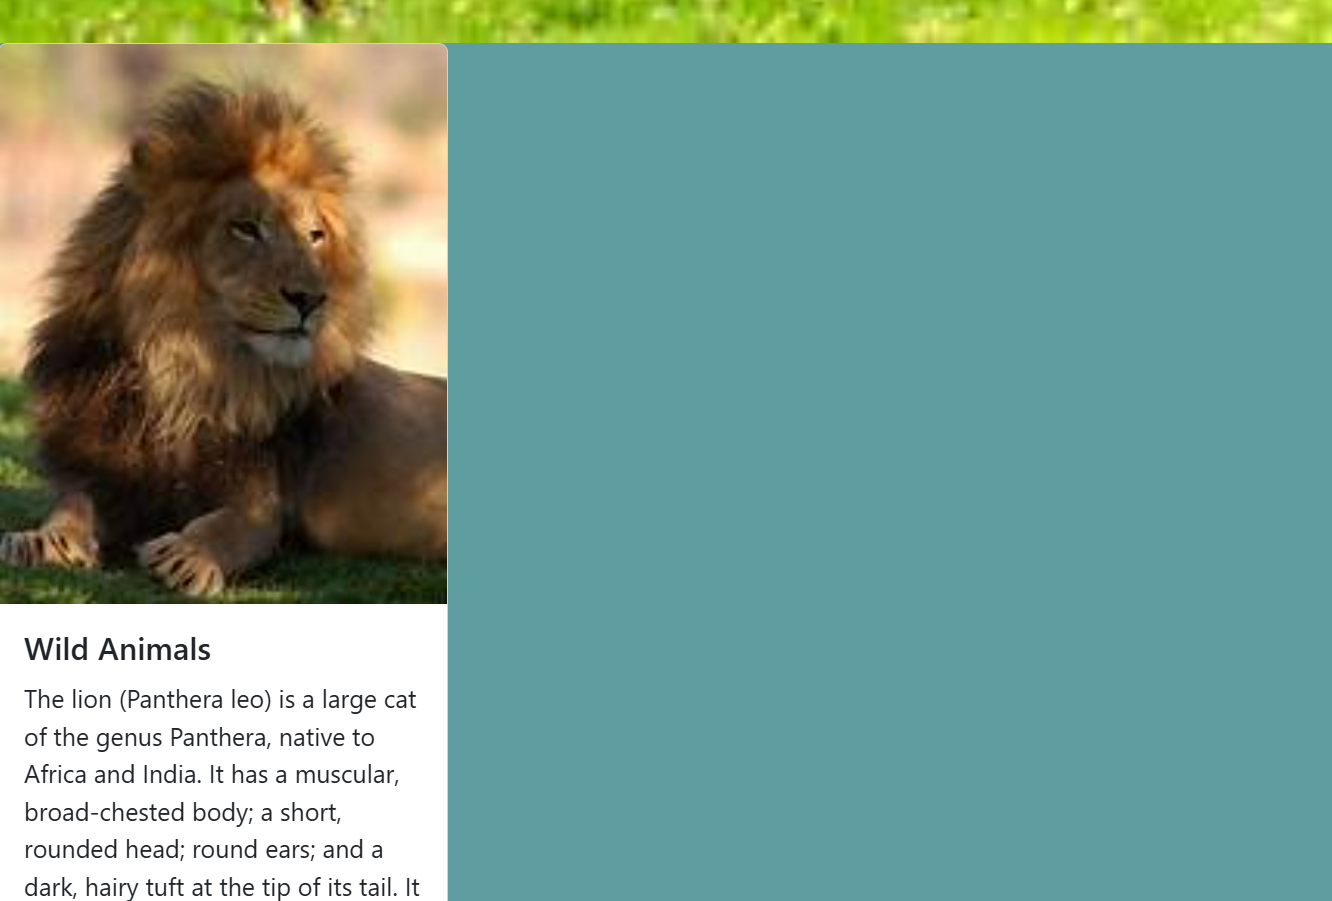 Wild Animals
The lion (Panthera leo) is a large cat
of the genus Panthera, native to
Africa and India. It has a muscular,
broad-chested body; a short,
rounded head; round ears; and a
dark, hairy tuft at the tip of its tail. It